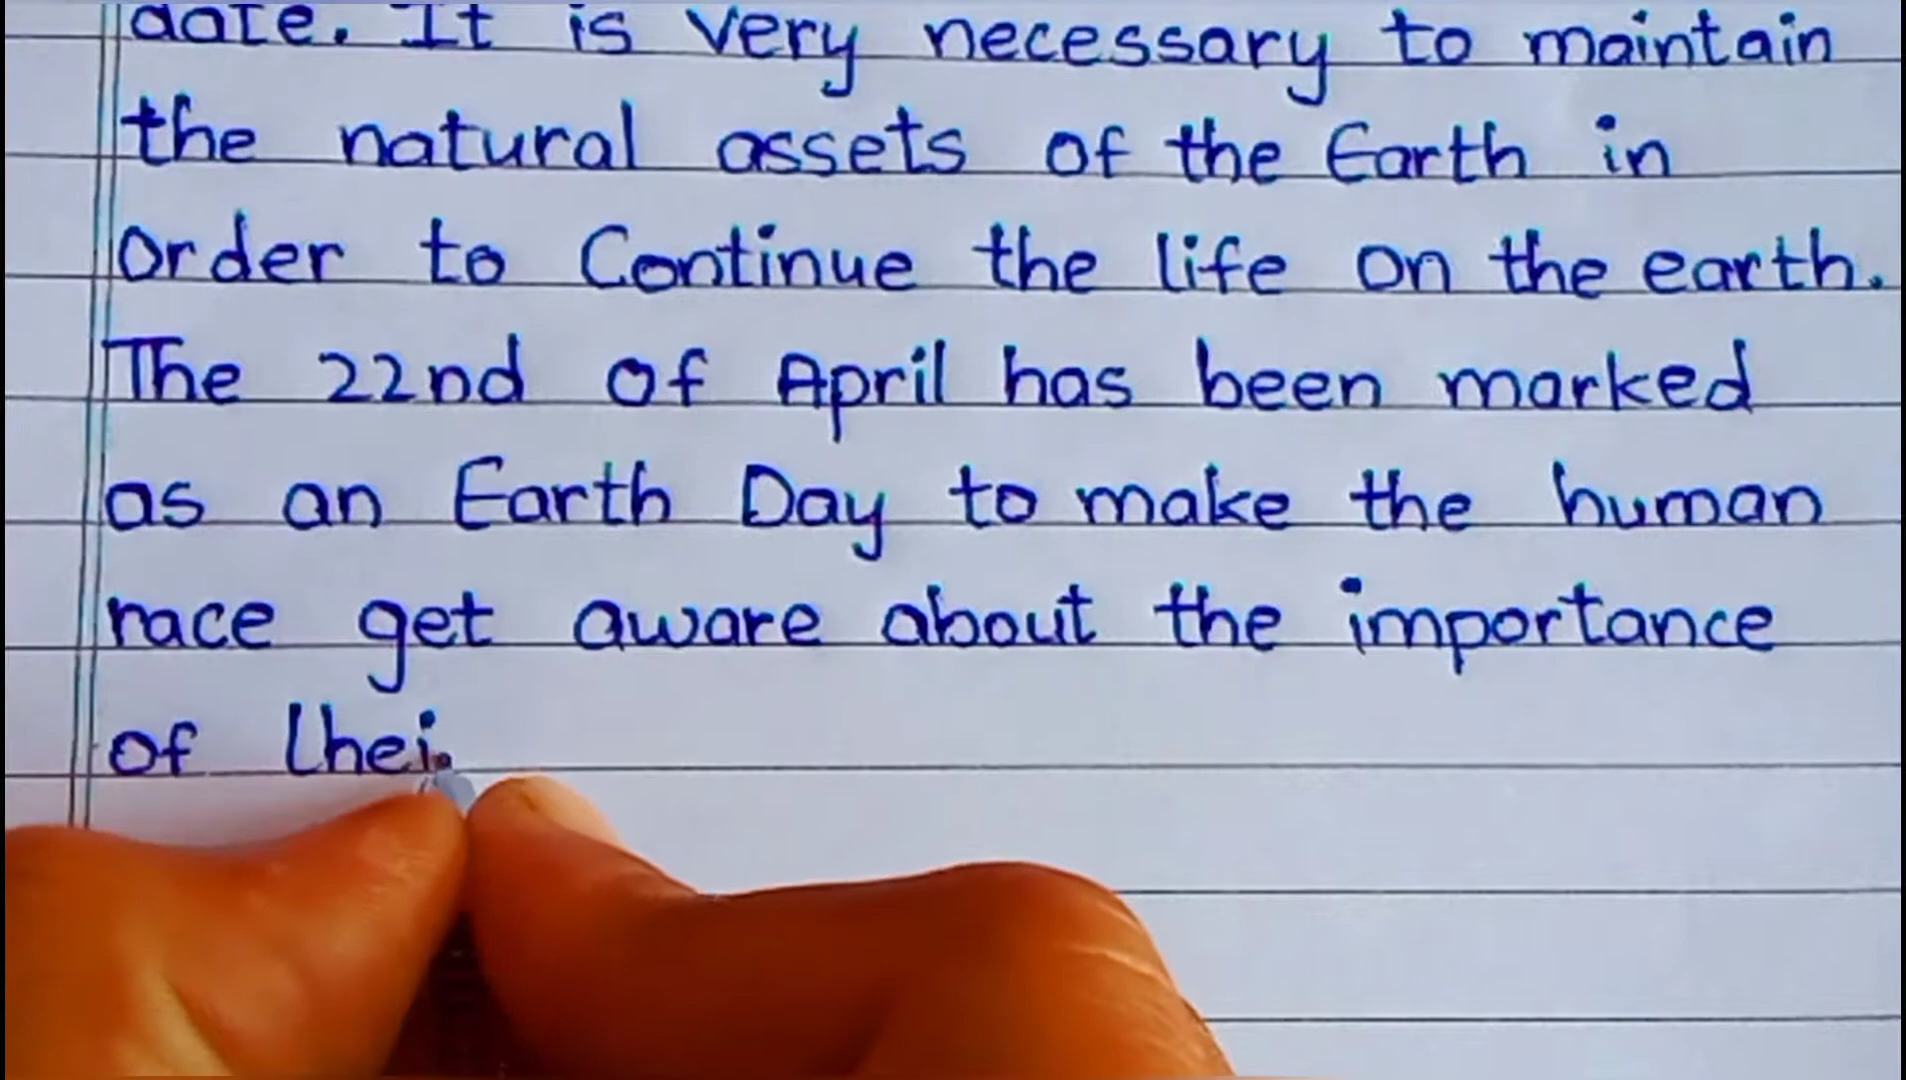 date. It is very necessary to maintain
the natural assets of the Earth in
order to Continue the life on the earth.
The 22nd of April has been marked
as an Earth Day to make the human
race get aware about the importance
of thei